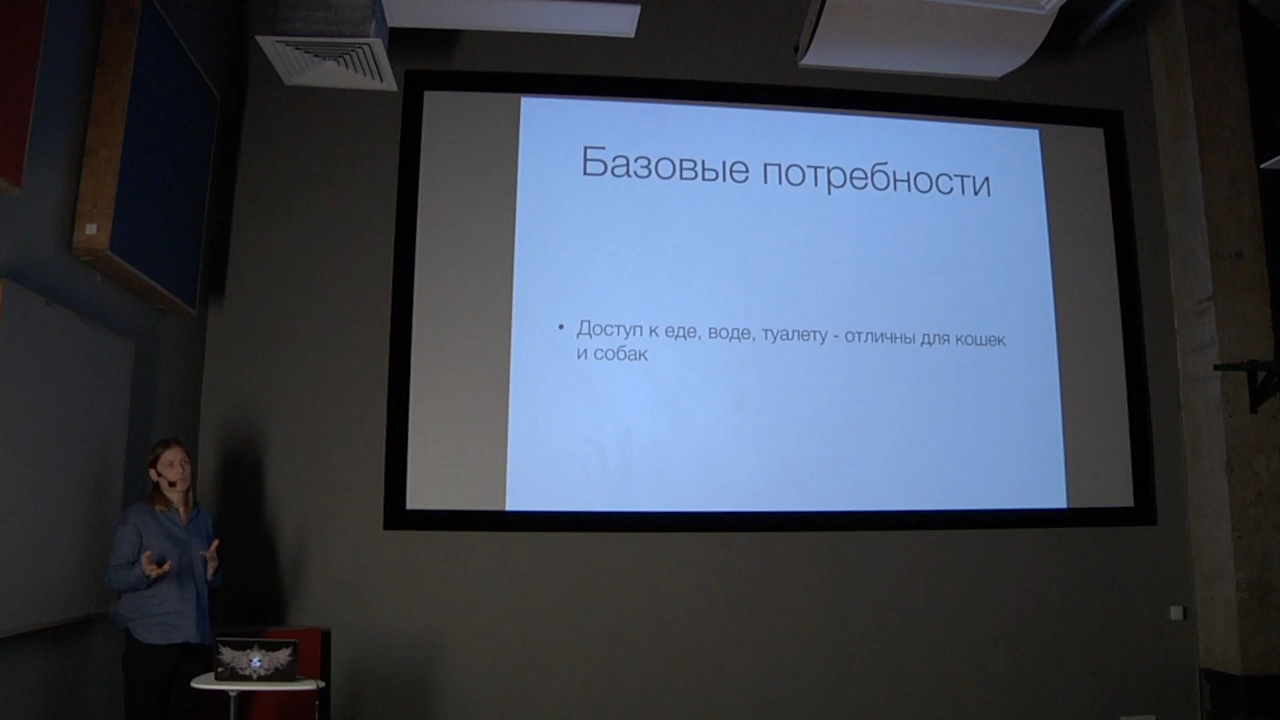 Базовые потребности
• Доступ к еде, воде, туалету - отличны для кошек
и собак